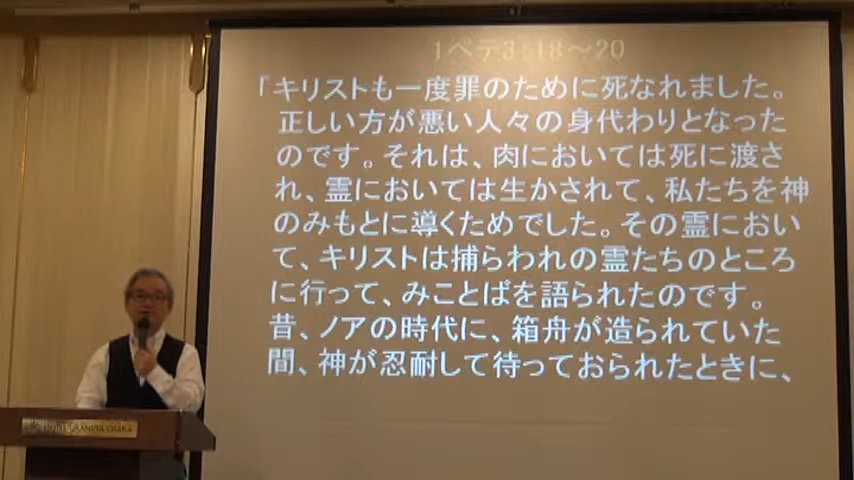 1ペテ3:18～20
「キリストも一度罪のために死なれました。
正しい方が悪い人々の身代わりとなった
のです。それは、肉においては死に渡さ
れ、霊においては生かされて、私たちを神
のみもとに導くためでした。その霊におい
て、キリストは捕らわれの霊たちのところ
に行って、みことばを語られたのです。
昔、ノアの時代に、箱舟が造られていた
間、神が忍耐して待っておられたときに、
HOTEL GRANVIA OSAKA